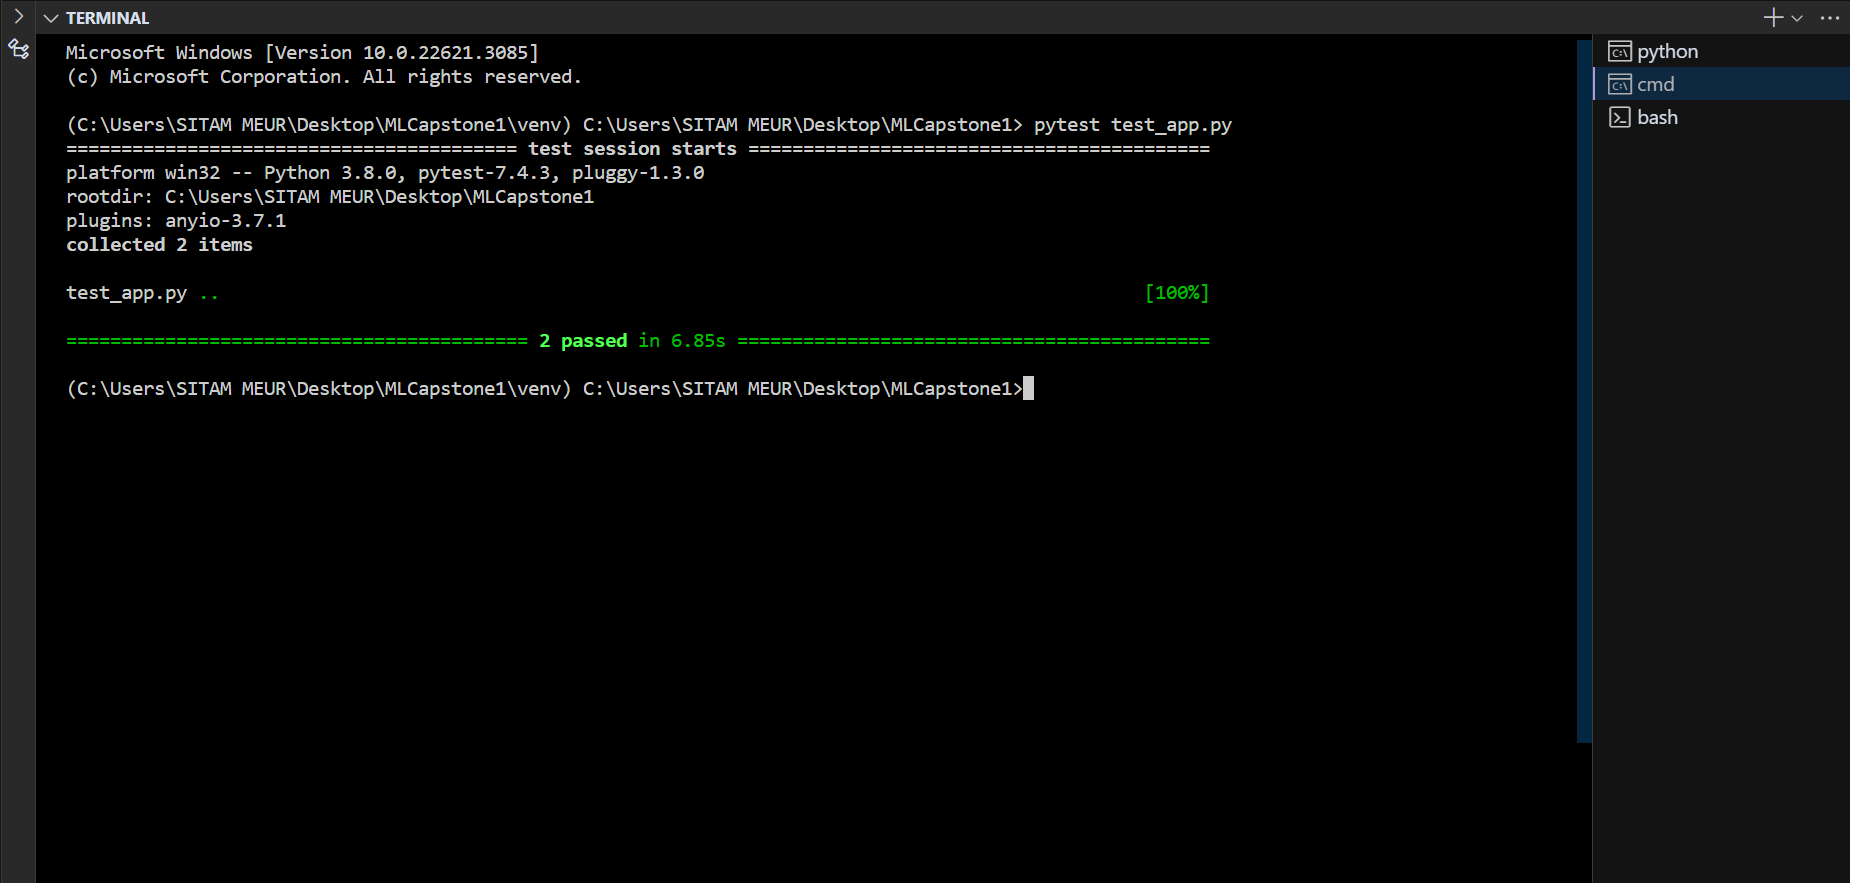 TERMINAL
Microsoft Windows [Version 10.0.22621.3085]
(c) Microsoft Corporation. All rights reserved.
(C:\Users\SITAM MEUR\Desktop\MLCapstone1\venv) C:\Users\SITAM MEUR\Desktop\MLCapstone1> pytest test_app.py
========================================= test session starts ==========================================
platform win32 -- Python 3.8.0, pytest-7.4.3, pluggy-1.3.0
rootdir: C:\Users\SITAM MEUR\Desktop\MLCapstone1
plugins: anyio-3.7.1
collected 2 items
test_app.py .. [100%]
========================================== 2 passed in 6.85s ===========================================
(C:\Users\SITAM MEUR\Desktop\MLCapstone1\venv) C:\Users\SITAM MEUR\Desktop\MLCapstone1>
python
cmd
bash